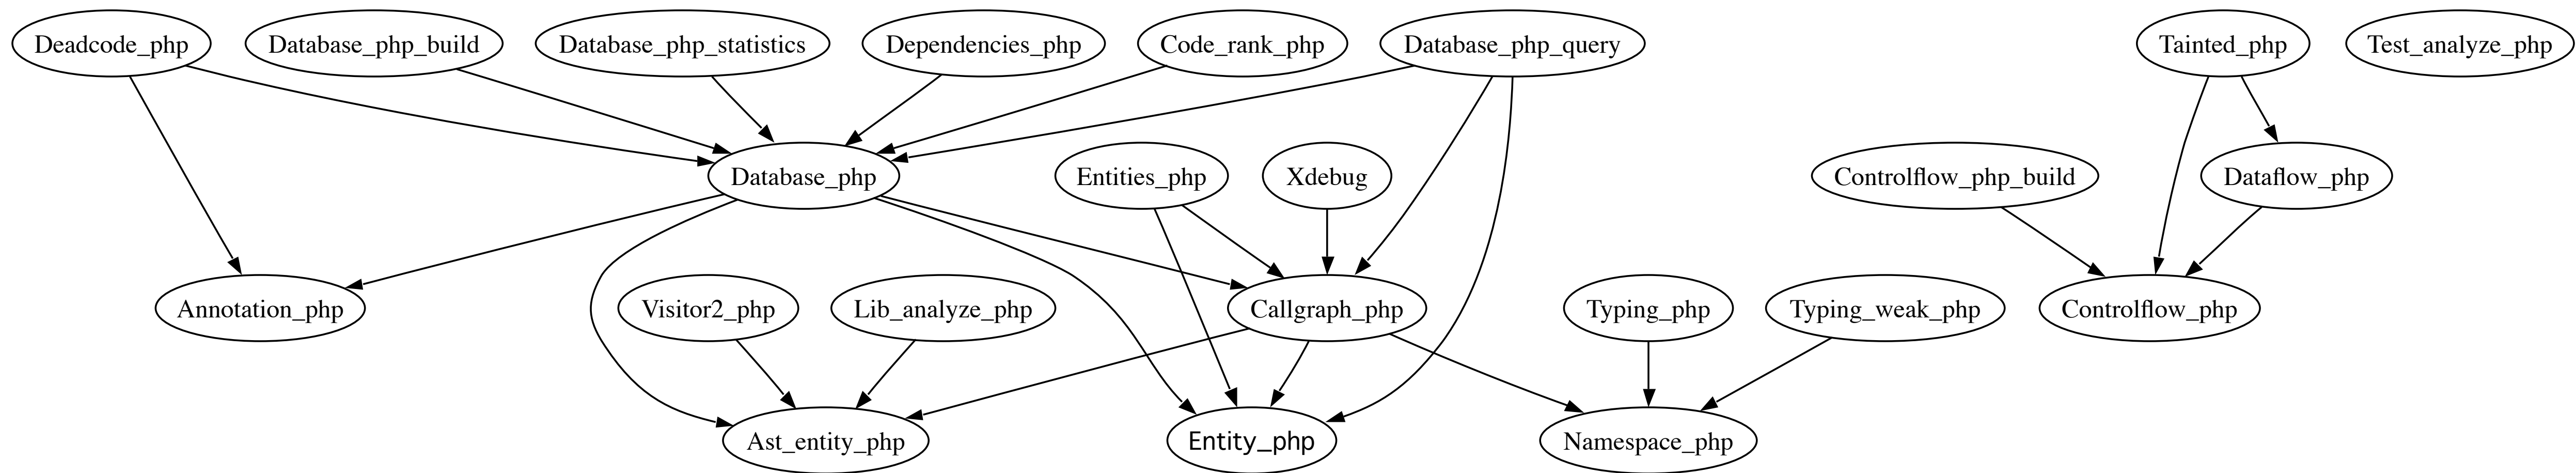 Deadcode_php
Database_php_build
Database_php_statistics
Dependencies_php
Code_rank_php
Database_php_query
Tainted_php
Test_analyze_php
Database_php
Entities_php
Xdebug
Controlflow_php_build
Dataflow_php
Annotation_php
Visitor2_php
Lib_analyze_php
Callgraph_php
Typing_php
Typing_weak_php
Controlflow_php
Ast_entity_php
Entity_php
Namespace_php